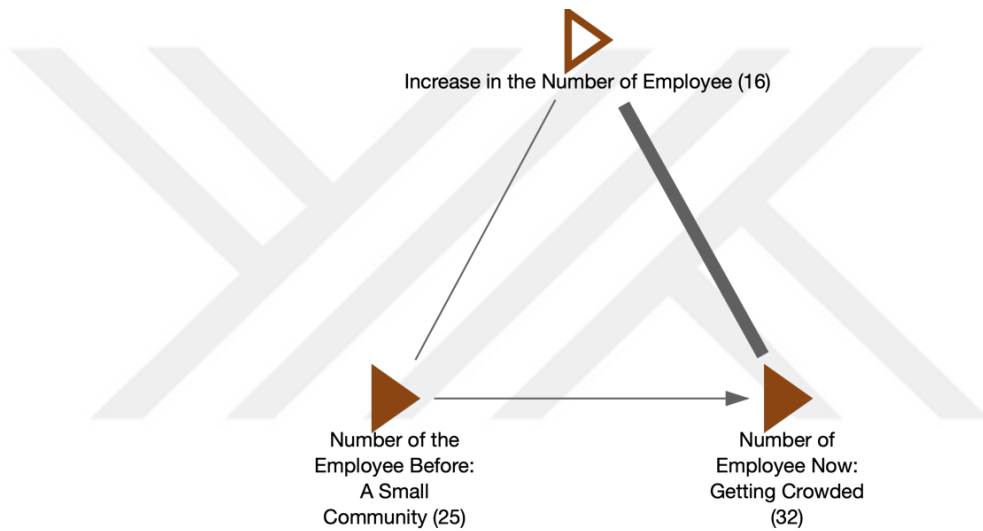 Increase in the Number of Employee (16)
Number of the
Employee Before:
A Small
Community (25)
Number of
Employee Now:
Getting Crowded
(32)